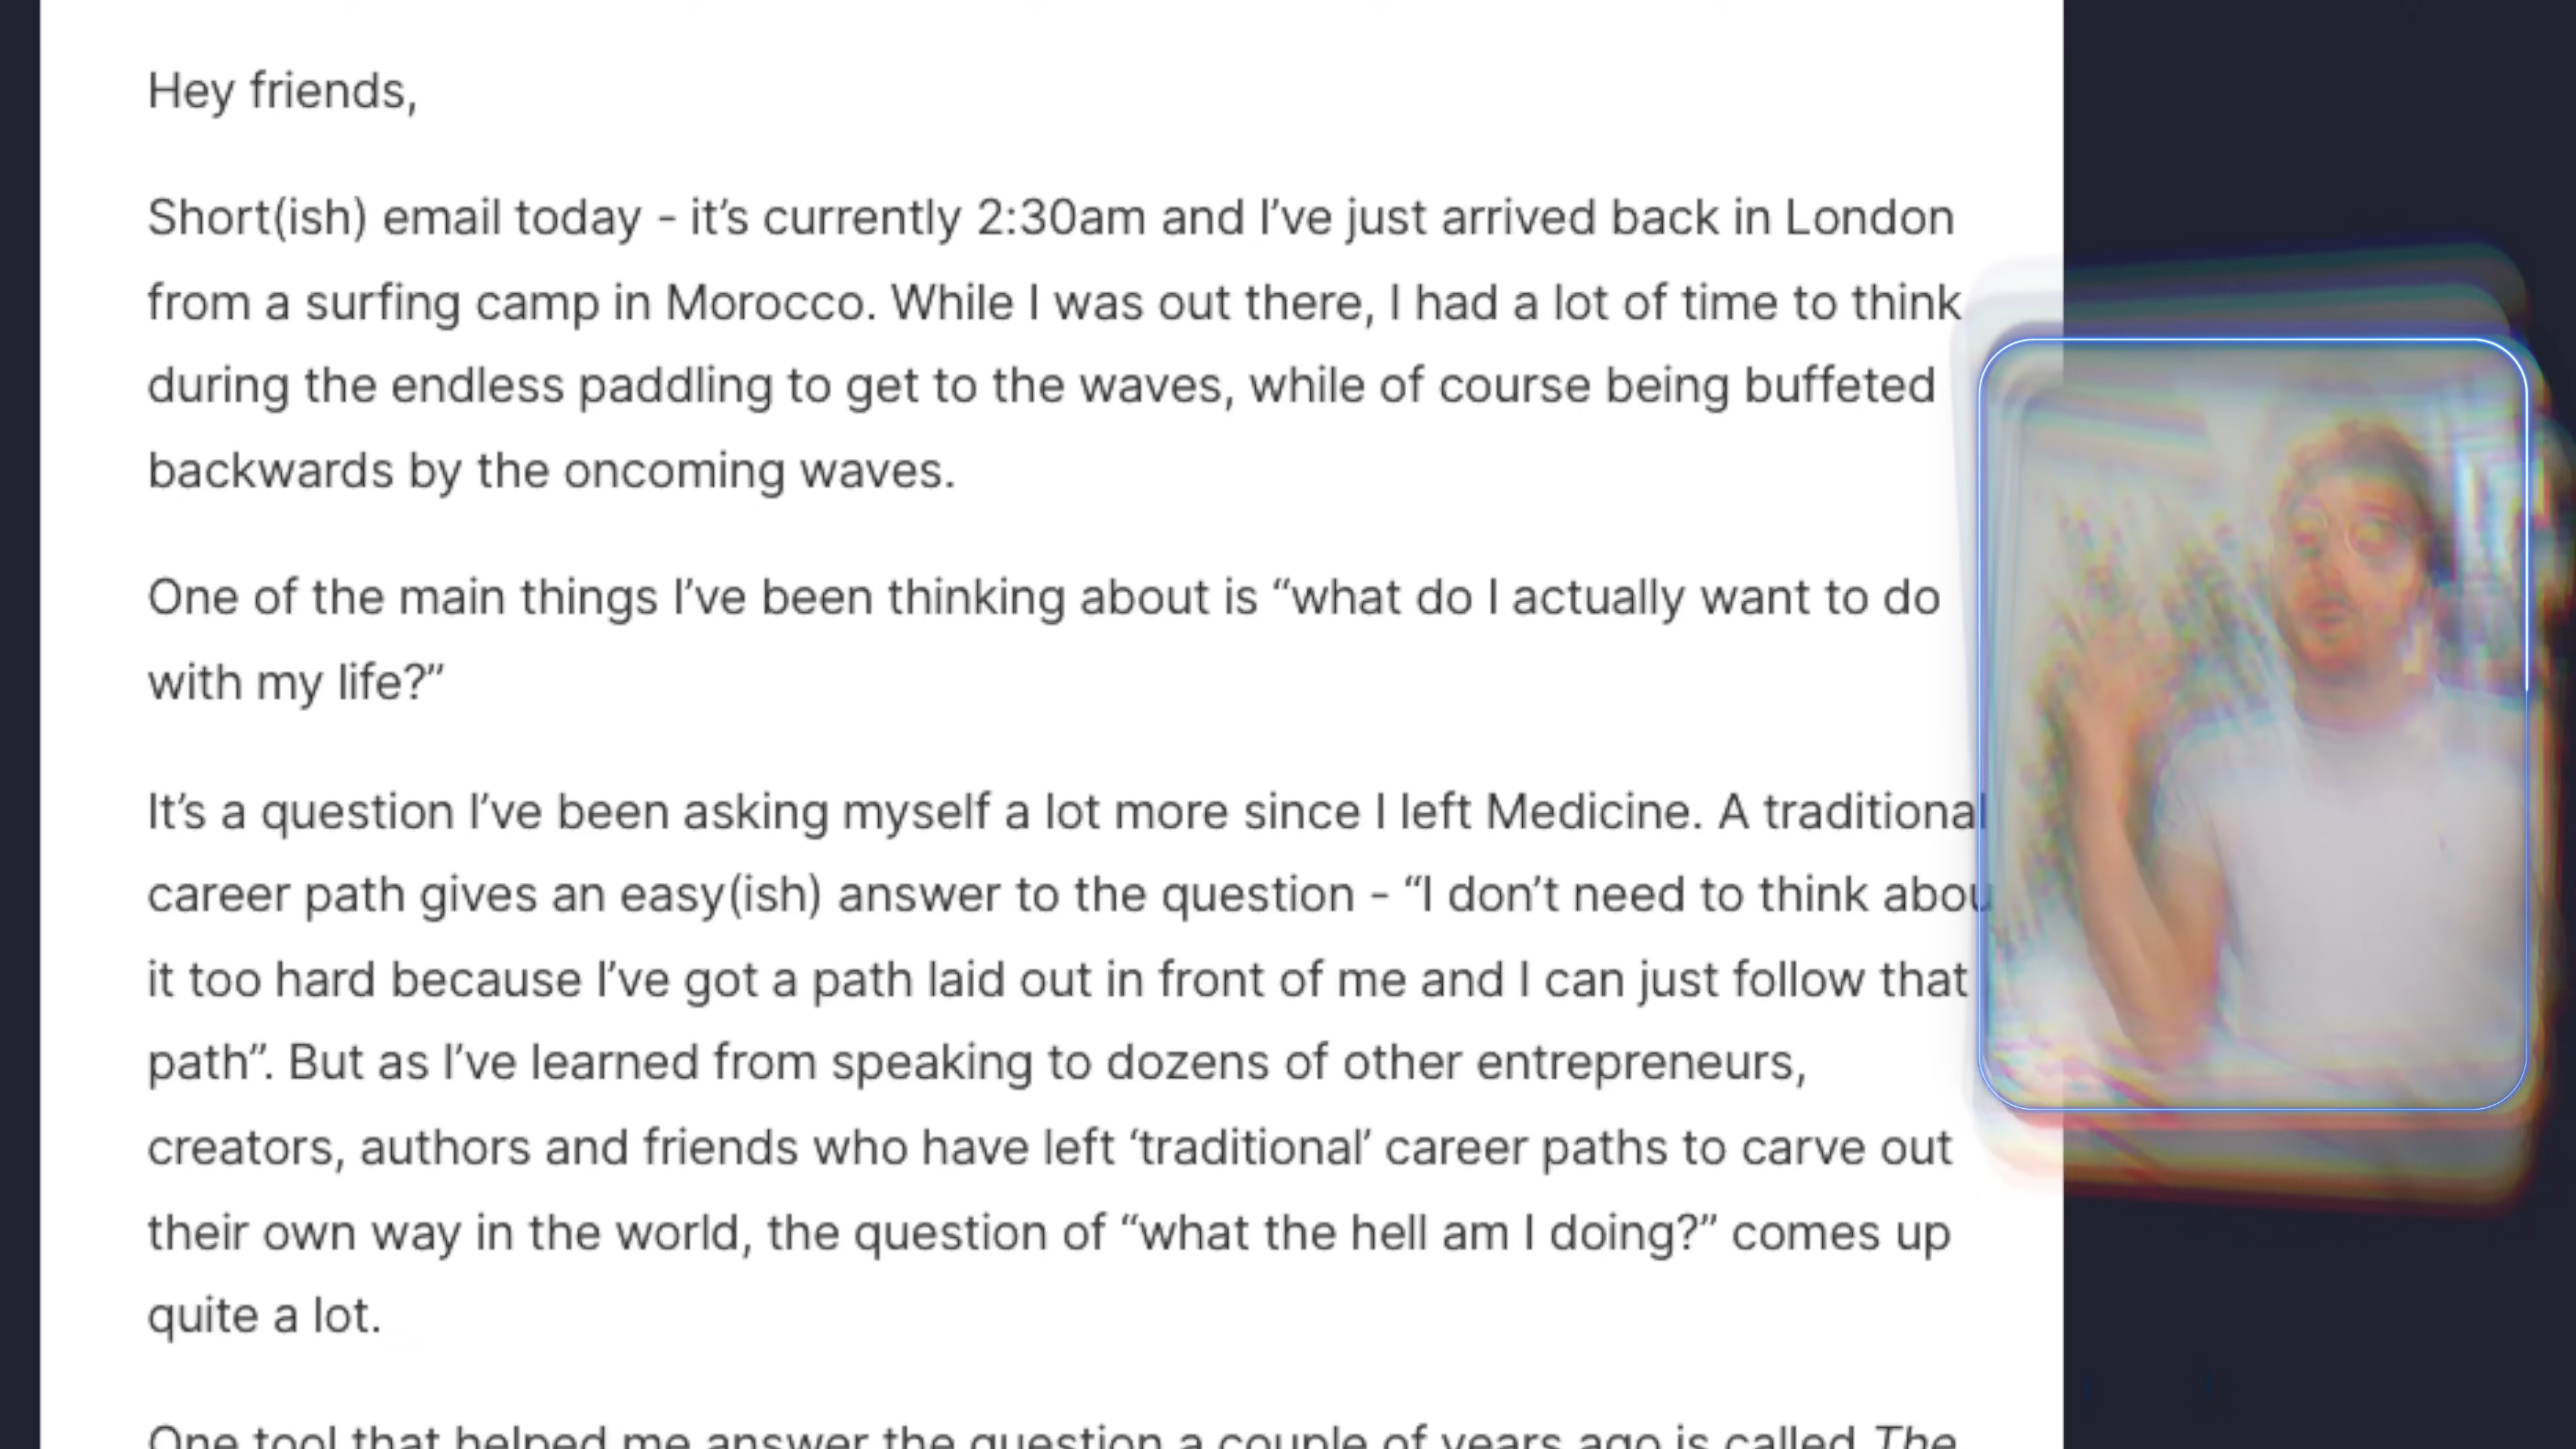 Hey friends,
Short(ish) email today - it’s currently 2:30am and I’ve just arrived back in London
from a surfing camp in Morocco. While I was out there, I had a lot of time to think
during the endless paddling to get to the waves, while of course being buffeted
backwards by the oncoming waves.
One of the main things I’ve been thinking about is “what do I actually want to do
with my life?”
It’s a question I’ve been asking myself a lot more since I left Medicine. A traditional
career path gives an easy(ish) answer to the question - “I don’t need to think abou
it too hard because I’ve got a path laid out in front of me and I can just follow that
path”. But as I’ve learned from speaking to dozens of other entrepreneurs,
creators, authors and friends who have left ‘traditional’ career paths to carve out
their own way in the world, the question of “what the hell am I doing?” comes up
quite a lot.
One tool that helped me answer the question a couple of years ago is called The